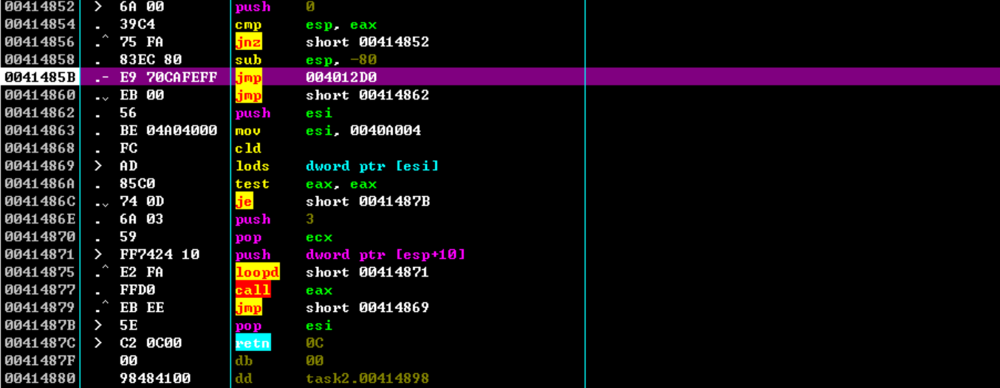 00414852 > 6A 00 push 0
00414854 . 39C4 cmp esp, eax
00414856 .^ 75 FA jnz short 00414852
00414858 . 83EC 80 sub esp, -80
0041485B .- E9 70CAFEFF jmp 004012D0
00414860 .v EB 00 jmp short 00414862
00414862 . 56 push esi
00414863 . BE 04A04000 mov esi, 0040A004
00414868 . FC cld
00414869 > AD lods dword ptr [esi]
0041486A . 85C0 test eax, eax
0041486C .v 74 0D je short 0041487B
0041486E . 6A 03 push 3
00414870 . 59 pop ecx
00414871 > FF7424 10 push dword ptr [esp+10]
00414875 .^ E2 FA loopd short 00414871
00414877 . FFD0 call eax
00414879 .^ EB EE jmp short 00414869
0041487B > 5E pop esi
0041487C > C2 0C00 retn 0C
0041487F 00 db 00
00414880 98484100 dd task2.00414898